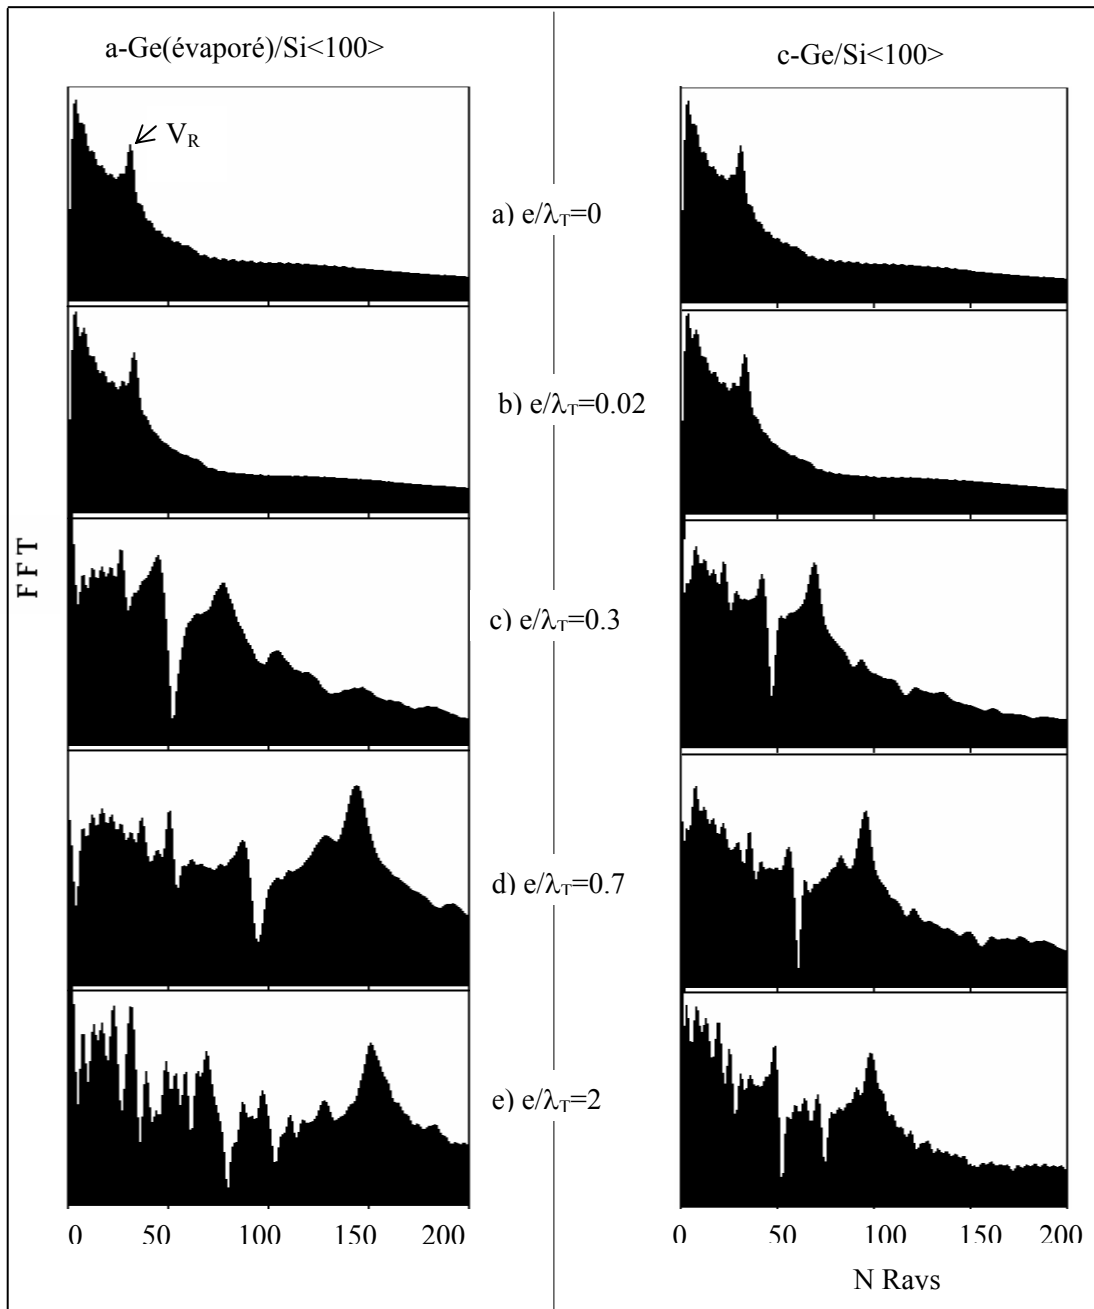 a-Ge(évaporé)/Si<100>
c-Ge/Si<100>
V_R
a) e/λ_T=0
b) e/λ_T=0.02
c) e/λ_T=0.3
d) e/λ_T=0.7
e) e/λ_T=2
FFT
0 50 100 150 200
0 50 100 150 200
N Ravs